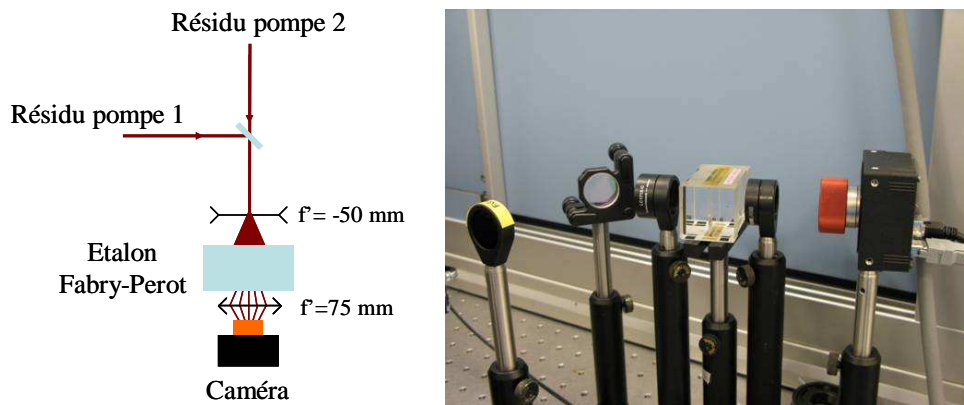 Résidu pompe 2
Résidu pompe 1
f'= -50 mm
Etalon
Fabry-Perot
f'=75 mm
Caméra